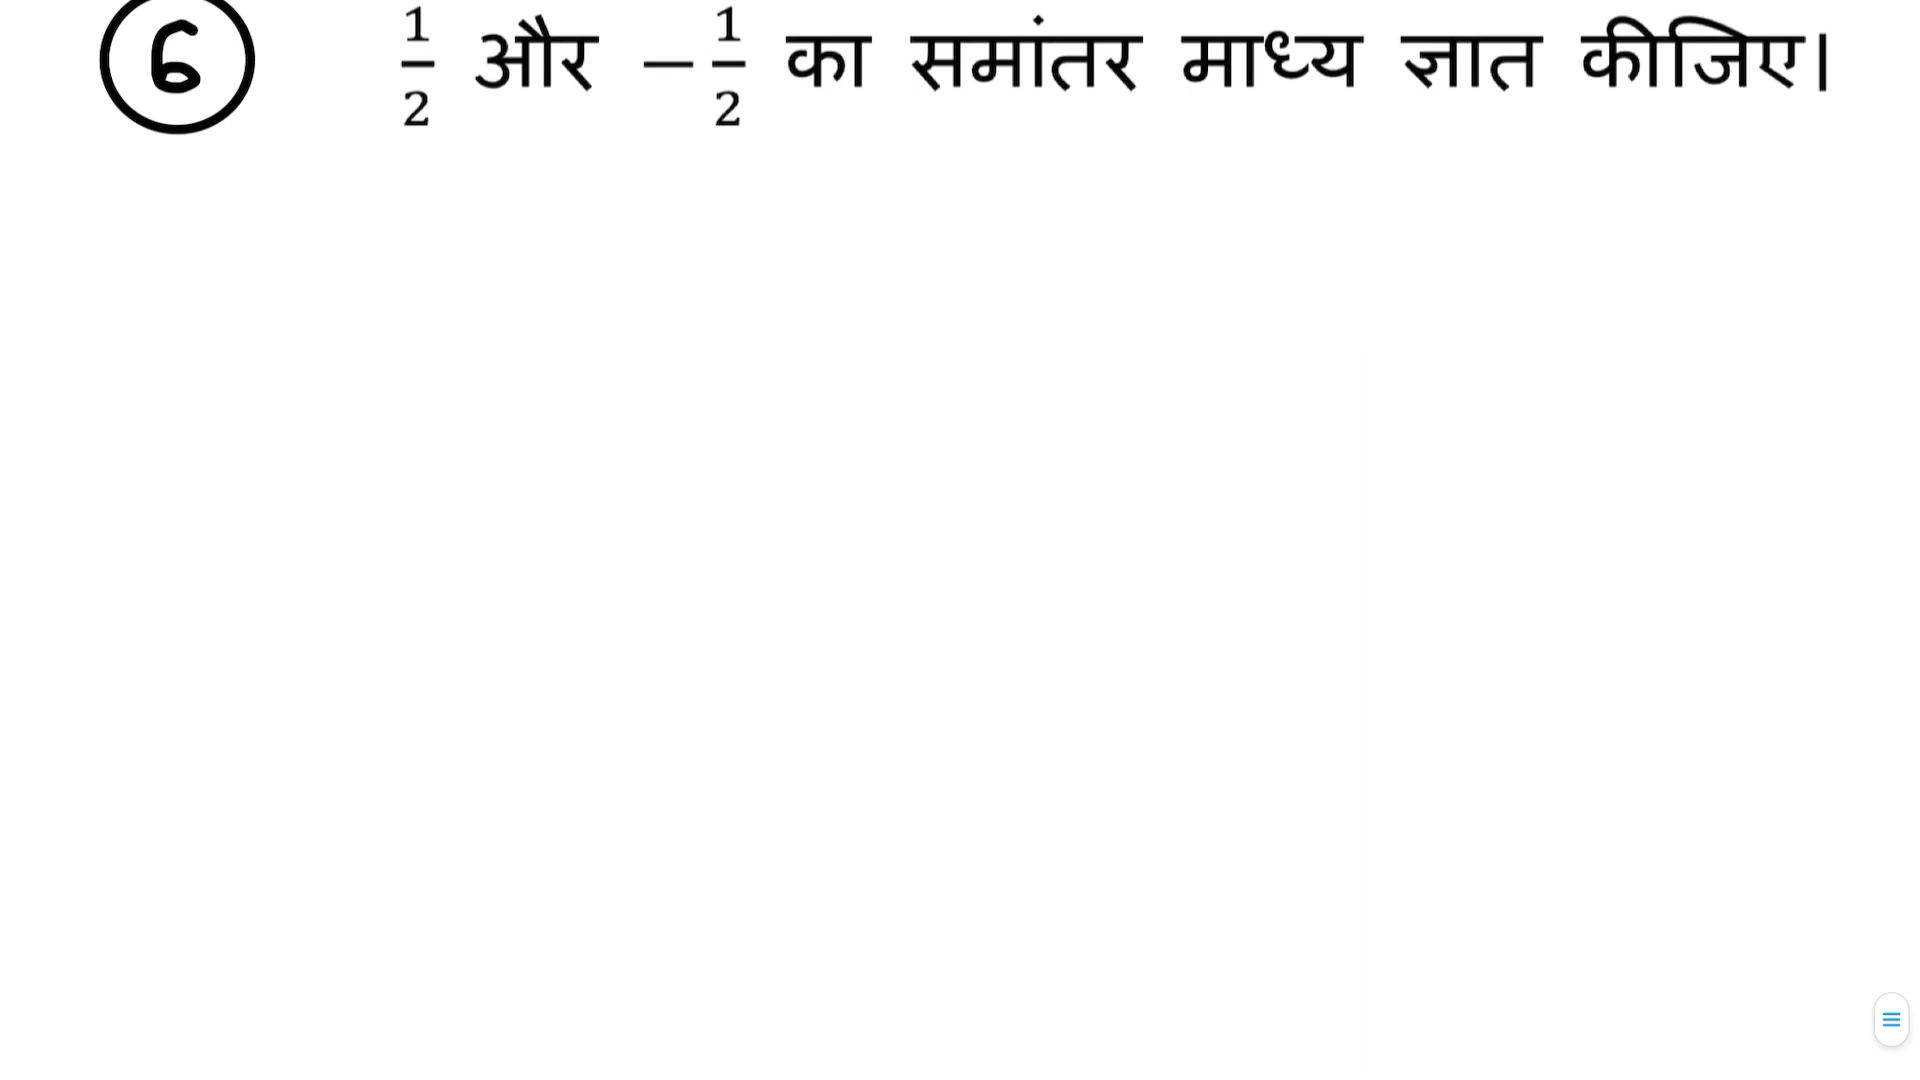 6 1/2 और −1/2 का समांतर माध्य ज्ञात कीजिए।